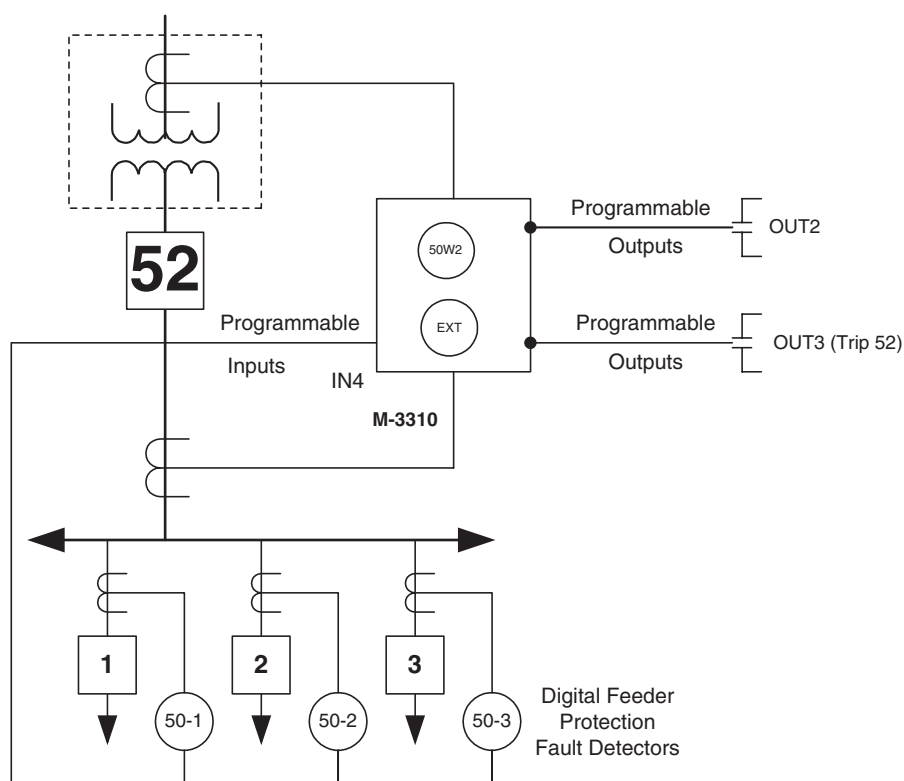 52
50W2
EXT
Programmable
Outputs
OUT2
Programmable
Inputs
IN4
Programmable
Outputs
OUT3 (Trip 52)
M-3310
1
2
3
50-1
50-2
50-3
Digital Feeder
Protection
Fault Detectors